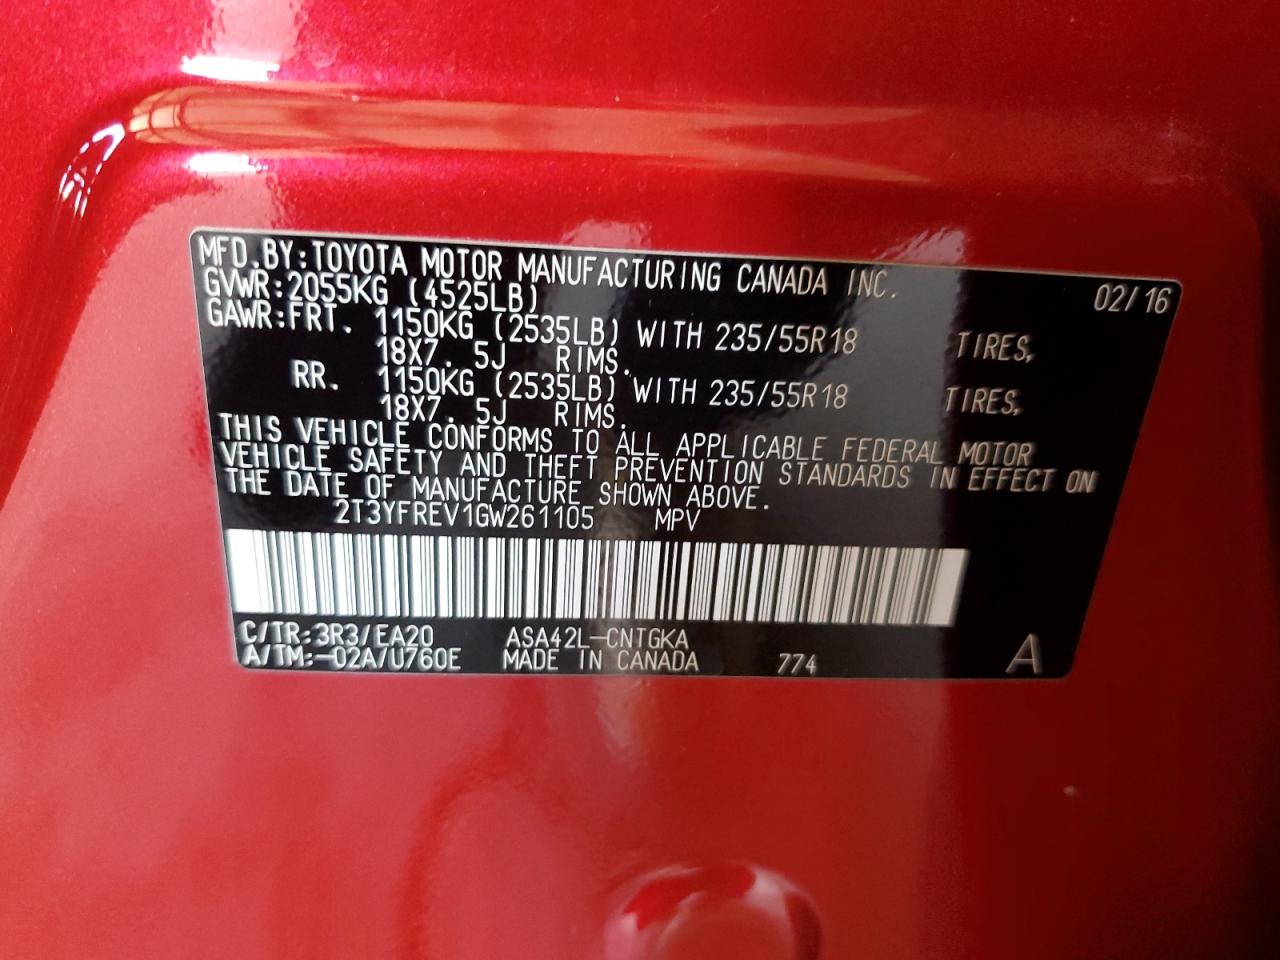 MFD.BY:TOYOTA MOTOR MANUFACTURING CANADA INC. 02/16
GVWR:2055KG (4525LB)
GAWR:FRT. 1150KG (2535LB) WITH 235/55R18 TIRES,
18X7.5J RIMS.
RR. 1150KG (2535LB) WITH 235/55R18 TIRES,
18X7.5J RIMS.
THIS VEHICLE CONFORMS TO ALL APPLICABLE FEDERAL MOTOR
VEHICLE SAFETY AND THEFT PREVENTION STANDARDS IN EFFECT ON
THE DATE OF MANUFACTURE SHOWN ABOVE.
2T3YFREV1GW261105 MPV
C/TR:3R3/EA20 ASA42L-CNTGKA
A/TM:-02A/U760E MADE IN CANADA 774 A